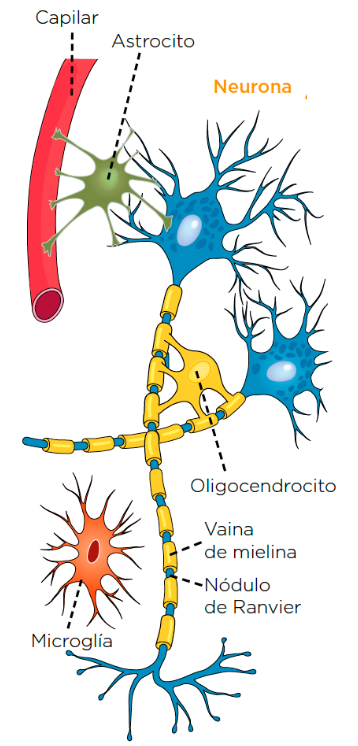 Capilar
Astrocito
Neurona
Oligocendrocito
Vaina
de mielina
Nódulo
de Ranvier
Microglía